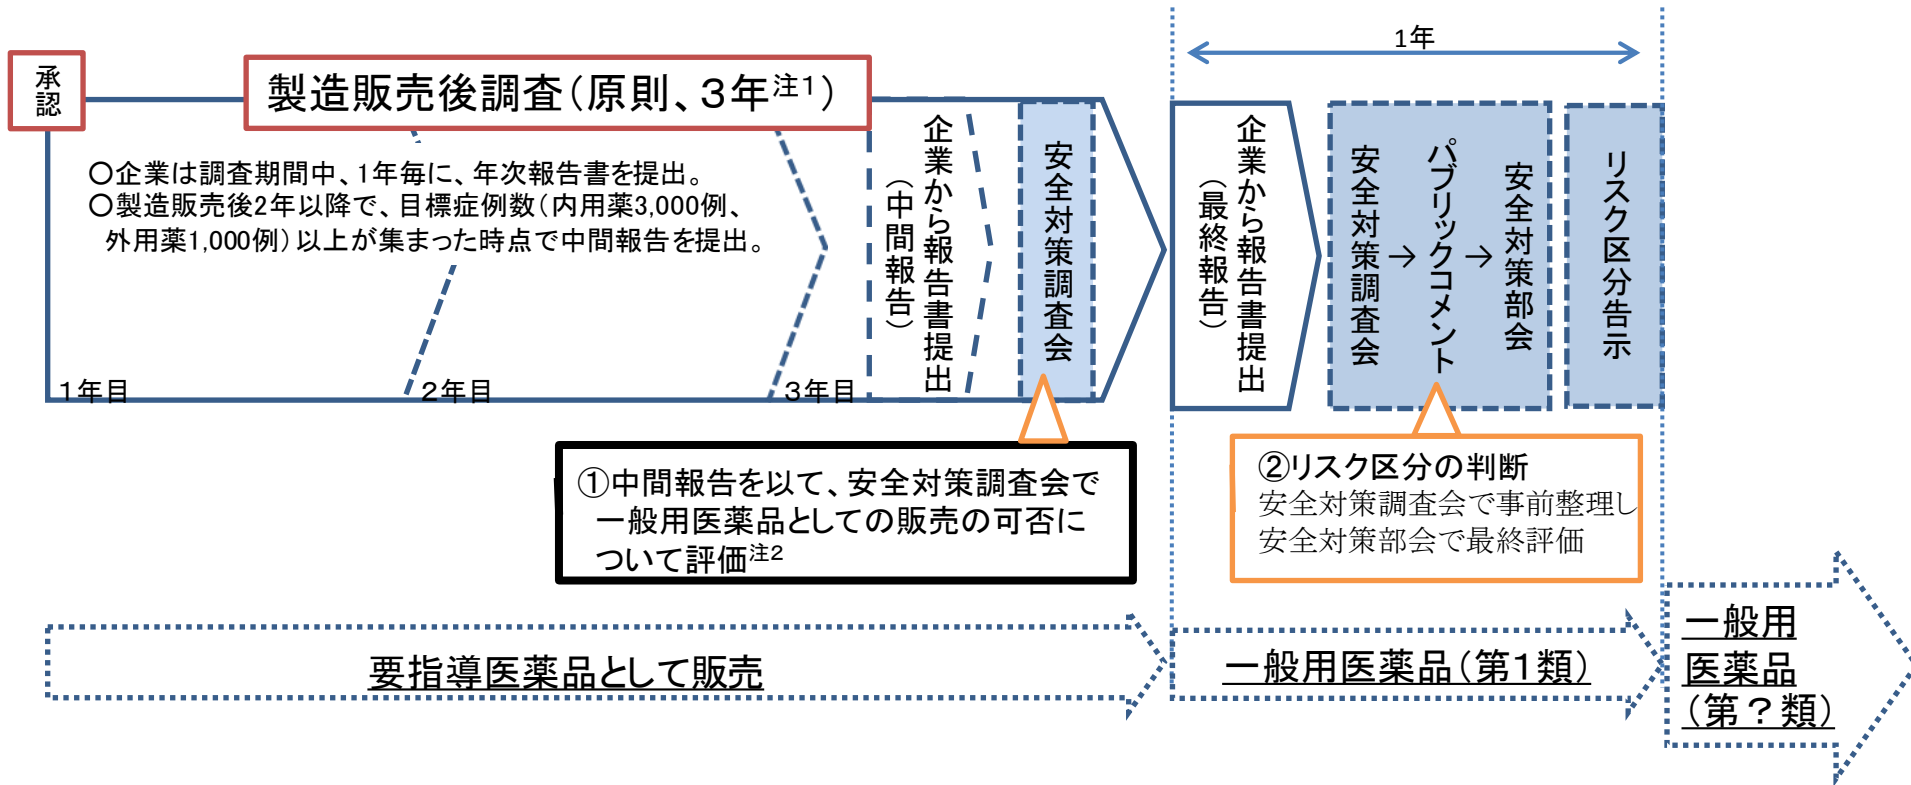 承認
製造販売後調査（原則、３年注1）
1年
○企業は調査期間中、1年毎に、年次報告書を提出。
○製造販売後2年以降で、目標症例数（内用薬3,000例、
外用薬1,000例）以上が集まった時点で中間報告を提出。
1年目
2年目
3年目
企業から報告書提出
（中間報告）
安全対策調査会
企業から報告書提出
（最終報告）
安全対策調査会
→
パブリックコメント
→
安全対策部会
リスク区分告示
①中間報告を以て、安全対策調査会で
一般用医薬品としての販売の可否に
ついて評価注2
②リスク区分の判断
安全対策調査会で事前整理し
安全対策部会で最終評価
要指導医薬品として販売
一般用医薬品（第1類）
一般用
医薬品
（第？類）